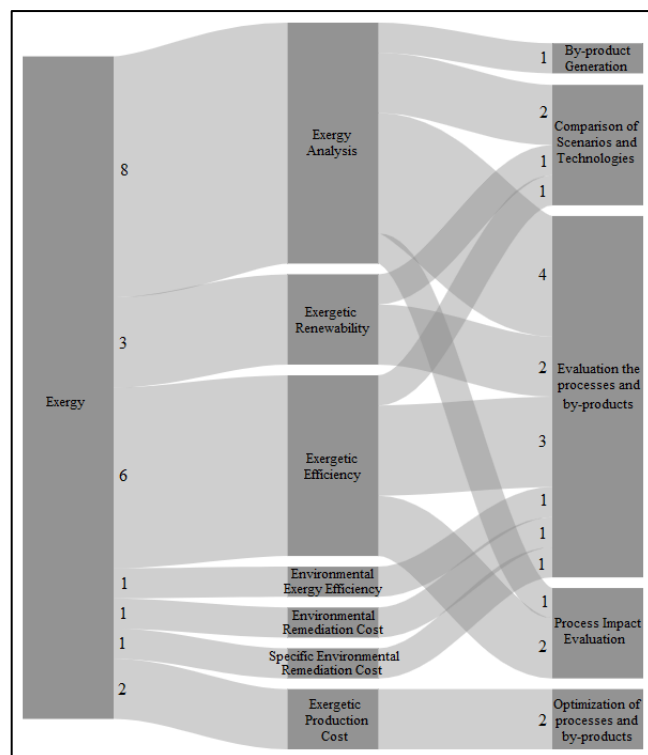 Exergy
8
3
6
1
1
1
2
Exergy
Analysis
Exergetic
Renewability
Exergetic
Efficiency
Environmental
Exergy Efficiency
Environmental
Remediation Cost
Specific Environmental
Remediation Cost
Exergetic
Production
Cost
1
2
1
1
4
2
3
1
1
1
1
2
2
By-product
Generation
Comparison of
Scenarios and
Technologies
Evaluation the
processes and
by-products
Process Impact
Evaluation
Optimization of
processes and
by-products